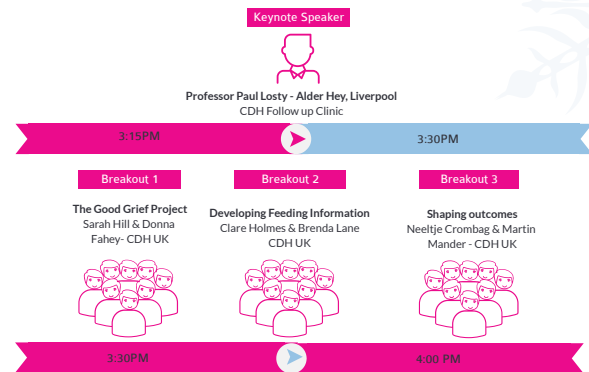 Keynote Speaker
Professor Paul Losty - Alder Hey, Liverpool
CDH Follow up Clinic
3:15PM
3:30PM
Breakout 1
Breakout 2
Breakout 3
The Good Grief Project
Sarah Hill & Donna
Fahey- CDH UK
Developing Feeding Information
Clare Holmes & Brenda Lane
CDH UK
Shaping outcomes
Neeltje Crombag & Martin
Mander - CDH UK
3:30PM
4:00 PM